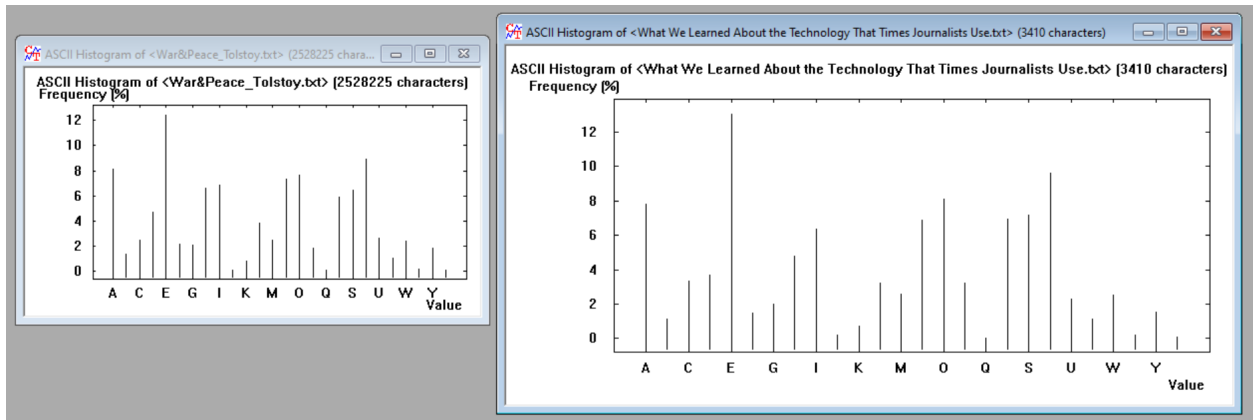 ASCII Histogram of <War&Peace_Tolstoy.txt> (2528225 chara...
ASCII Histogram of <War&Peace_Tolstoy.txt> (2528225 characters)
Frequency (%)
12
10
8
6
4
2
0
A C E G I K M O Q S U W Y
Value
ASCII Histogram of <What We Learned About the Technology That Times Journalists Use.txt> (3410 characters)
ASCII Histogram of <What We Learned About the Technology That Times Journalists Use.txt> (3410 characters)
Frequency (%)
12
10
8
6
4
2
0
A C E G I K M O Q S U W Y
Value